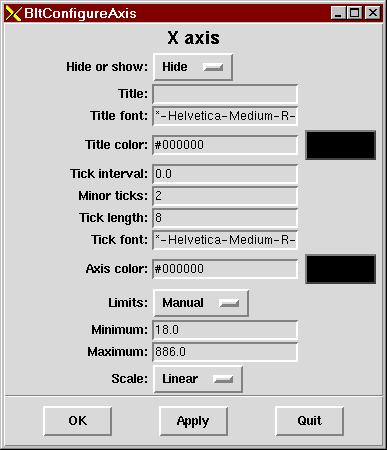 BltConfigureAxis
X axis
Hide or show: Hide
Title:
Title font: *-Helvetica-Medium-R-
Title color: #000000
Tick interval: 0.0
Minor ticks: 2
Tick length: 8
Tick font: *-Helvetica-Medium-R-
Axis color: #000000
Limits: Manual
Minimum: 18.0
Maximum: 886.0
Scale: Linear
OK Apply Quit